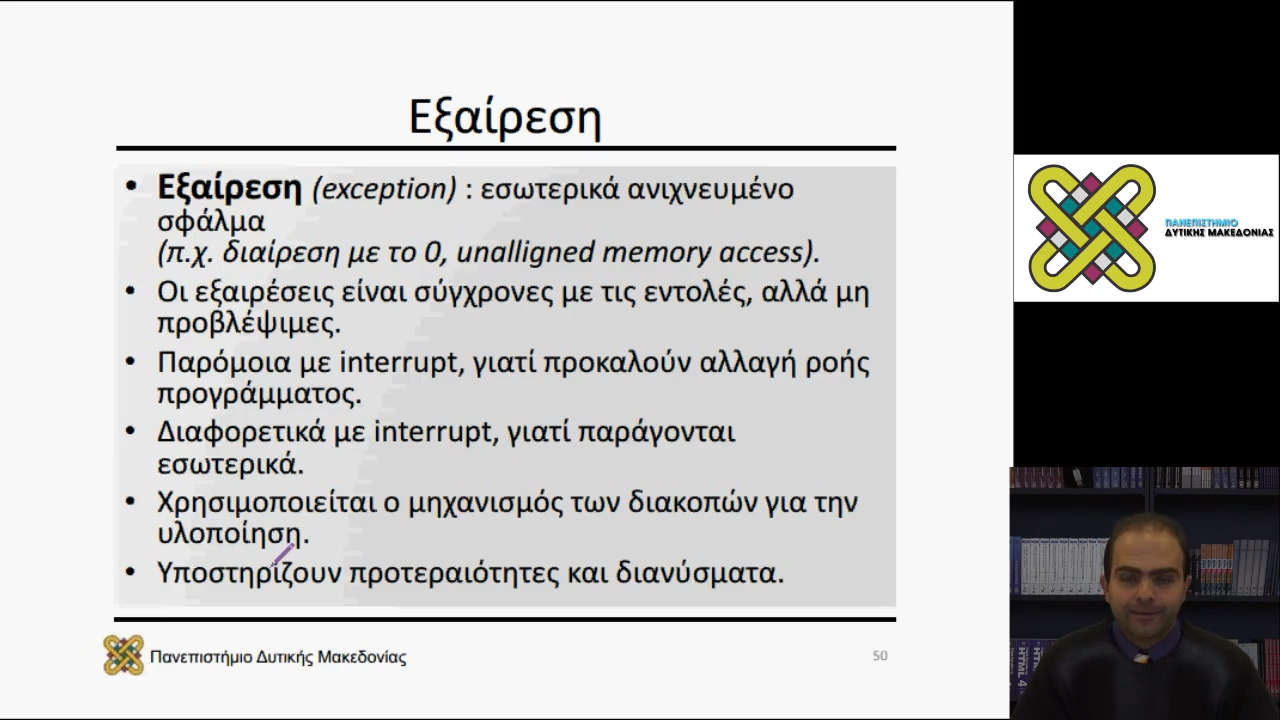 Εξαίρεση
• Εξαίρεση (exception) : εσωτερικά ανιχνευμένο
σφάλμα
(π.χ. διαίρεση με το 0, unalligned memory access).
• Οι εξαιρέσεις είναι σύγχρονες με τις εντολές, αλλά μη
προβλέψιμες.
• Παρόμοια με interrupt, γιατί προκαλούν αλλαγή ροής
προγράμματος.
• Διαφορετικά με interrupt, γιατί παράγονται
εσωτερικά.
• Χρησιμοποιείται ο μηχανισμός των διακοπών για την
υλοποίηση.
• Υποστηρίζουν προτεραιότητες και διανύσματα.
Πανεπιστήμιο Δυτικής Μακεδονίας
50
ΠΑΝΕΠΙΣΤΗΜΙΟ
ΔΥΤΙΚΗΣ ΜΑΚΕΔΟΝΙΑΣ
HTML 4